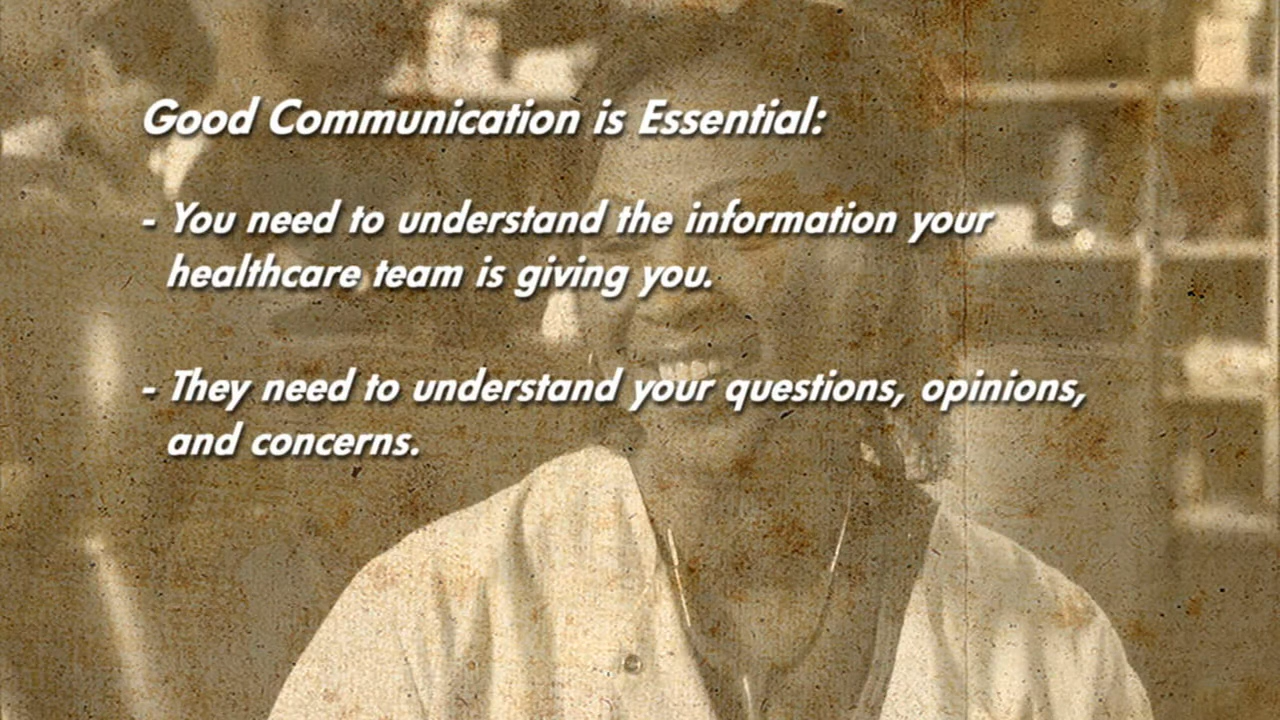 Good Communication is Essential:
- You need to understand the information your
healthcare team is giving you.
- They need to understand your questions, opinions,
and concerns.